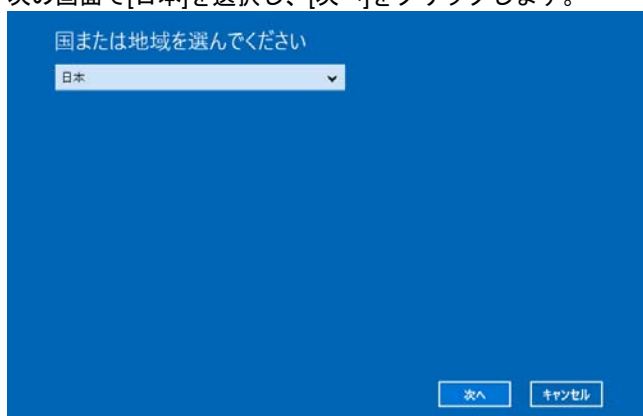 次の画面で[日本]を選択し、[次へ]をクリックします。
国または地域を選んでください
日本
次へ
キャンセル